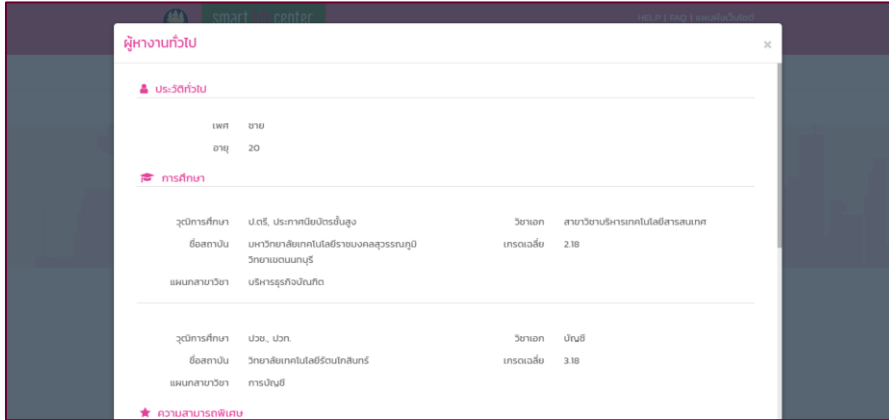 smart job center
HELP | FAQ | แผนผังเว็บไซต์
ผู้หางานทั่วไป ×
ประวัติทั่วไป
เพศ ชาย
อายุ 20
การศึกษา
วุฒิการศึกษา ป.ตรี, ประกาศนียบัตรชั้นสูง วิชาเอก สาขาวิชาบริหารเทคโนโลยีสารสนเทศ
ชื่อสถาบัน มหาวิทยาลัยเทคโนโลยีราชมงคลสุวรรณภูมิ เกรดเฉลี่ย 2.18
วิทยาเขตนนทบุรี
แผนกสาขาวิชา บริหารธุรกิจบัณฑิต
วุฒิการศึกษา ปวช., ปวท. วิชาเอก บัญชี
ชื่อสถาบัน วิทยาลัยเทคโนโลยีรัตนโกสินทร์ เกรดเฉลี่ย 3.18
แผนกสาขาวิชา การบัญชี
ความสามารถพิเศษ